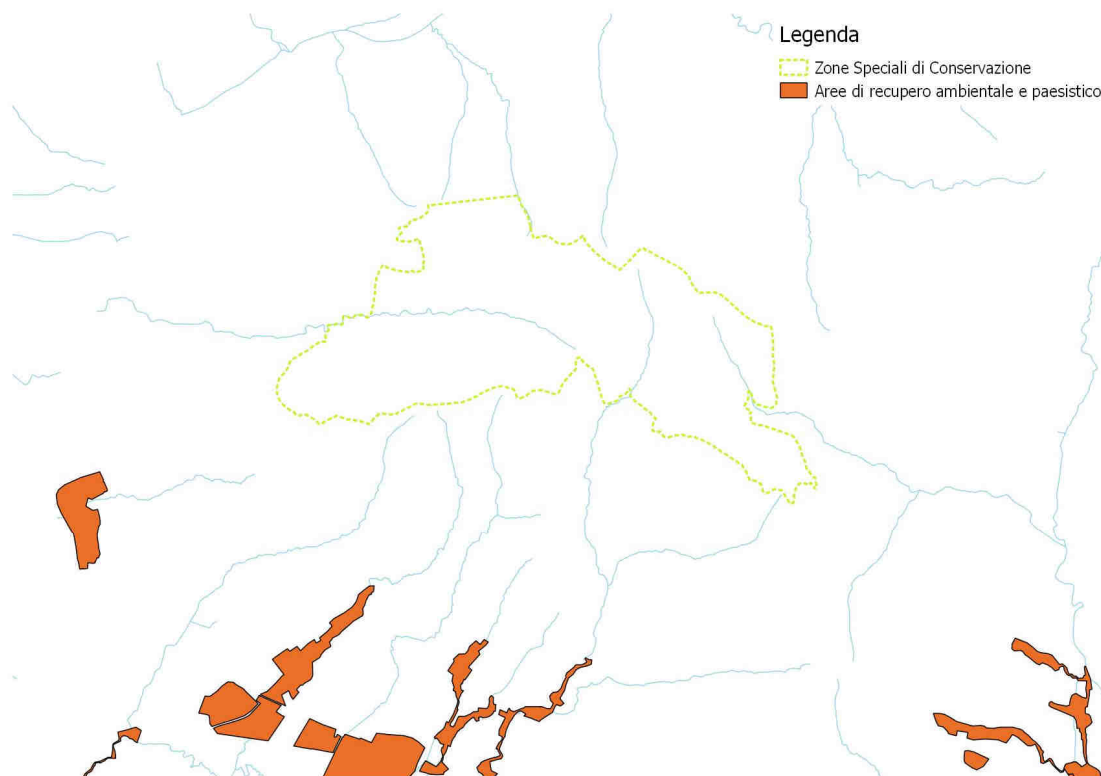 Legenda
Zone Speciali di Conservazione
Aree di recupero ambientale e paesistico